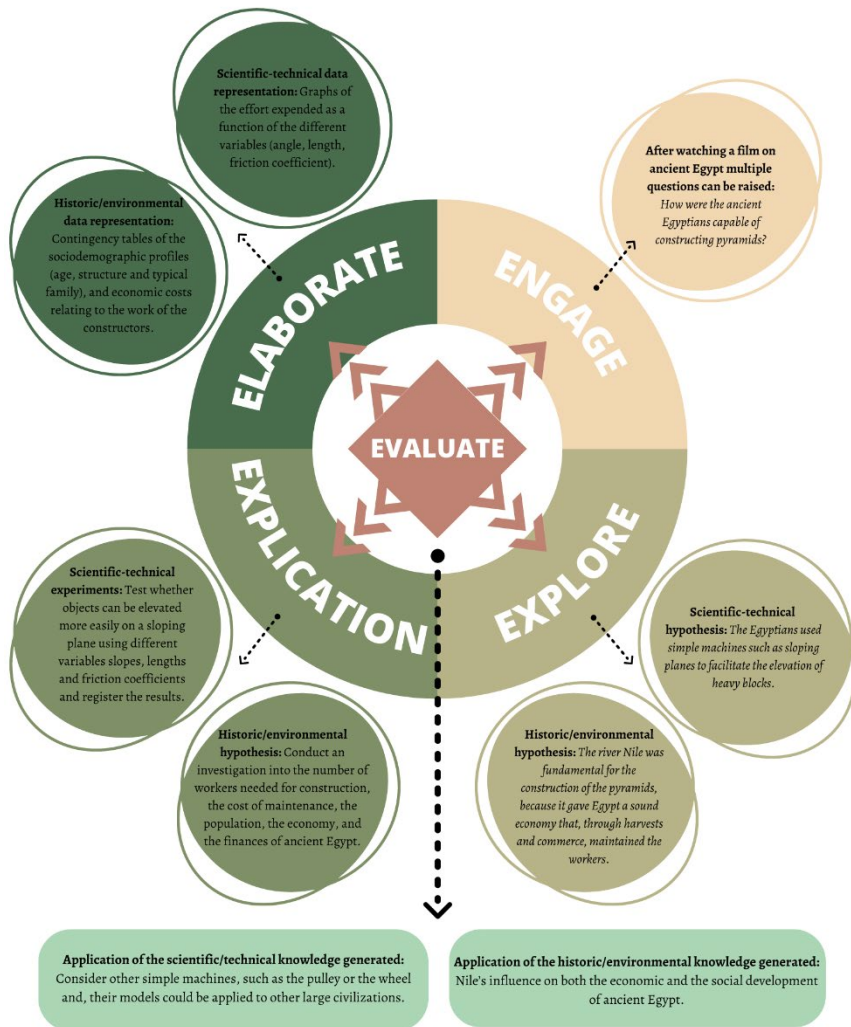 Scientific-technical data
representation: Graphs of
the effort expended as a
function of the different
variables (angle, length,
friction coefficient).
After watching a film on
ancient Egypt multiple
questions can be raised:
How were the ancient
Egyptians capable of
constructing pyramids?
Historic/environmental
data representation:
Contingency tables of the
sociodemographic profiles
(age, structure and typical
family), and economic costs
relating to the work of the
constructors.
ELABORATE
ENGAGE
EVALUATE
EXPLICATION
EXPLORE
Scientific-technical
experiments: Test whether
objects can be elevated
more easily on a sloping
plane using different
variables slopes, lengths
and friction coefficients
and register the results.
Scientific-technical
hypothesis: The Egyptians used
simple machines such as sloping
planes to facilitate the elevation of
heavy blocks.
Historic/environmental
hypothesis: Conduct an
investigation into the number of
workers needed for construction,
the cost of maintenance, the
population, the economy, and
the finances of ancient Egypt.
Historic/environmental
hypothesis: The river Nile was
fundamental for the
construction of the pyramids,
because it gave Egypt a sound
economy that, through harvests
and commerce, maintained the
workers.
Application of the scientific/technical knowledge generated:
Consider other simple machines, such as the pulley or the wheel
and, their models could be applied to other large civilizations.
Application of the historic/environmental knowledge generated:
Nile's influence on both the economic and the social development
of ancient Egypt.